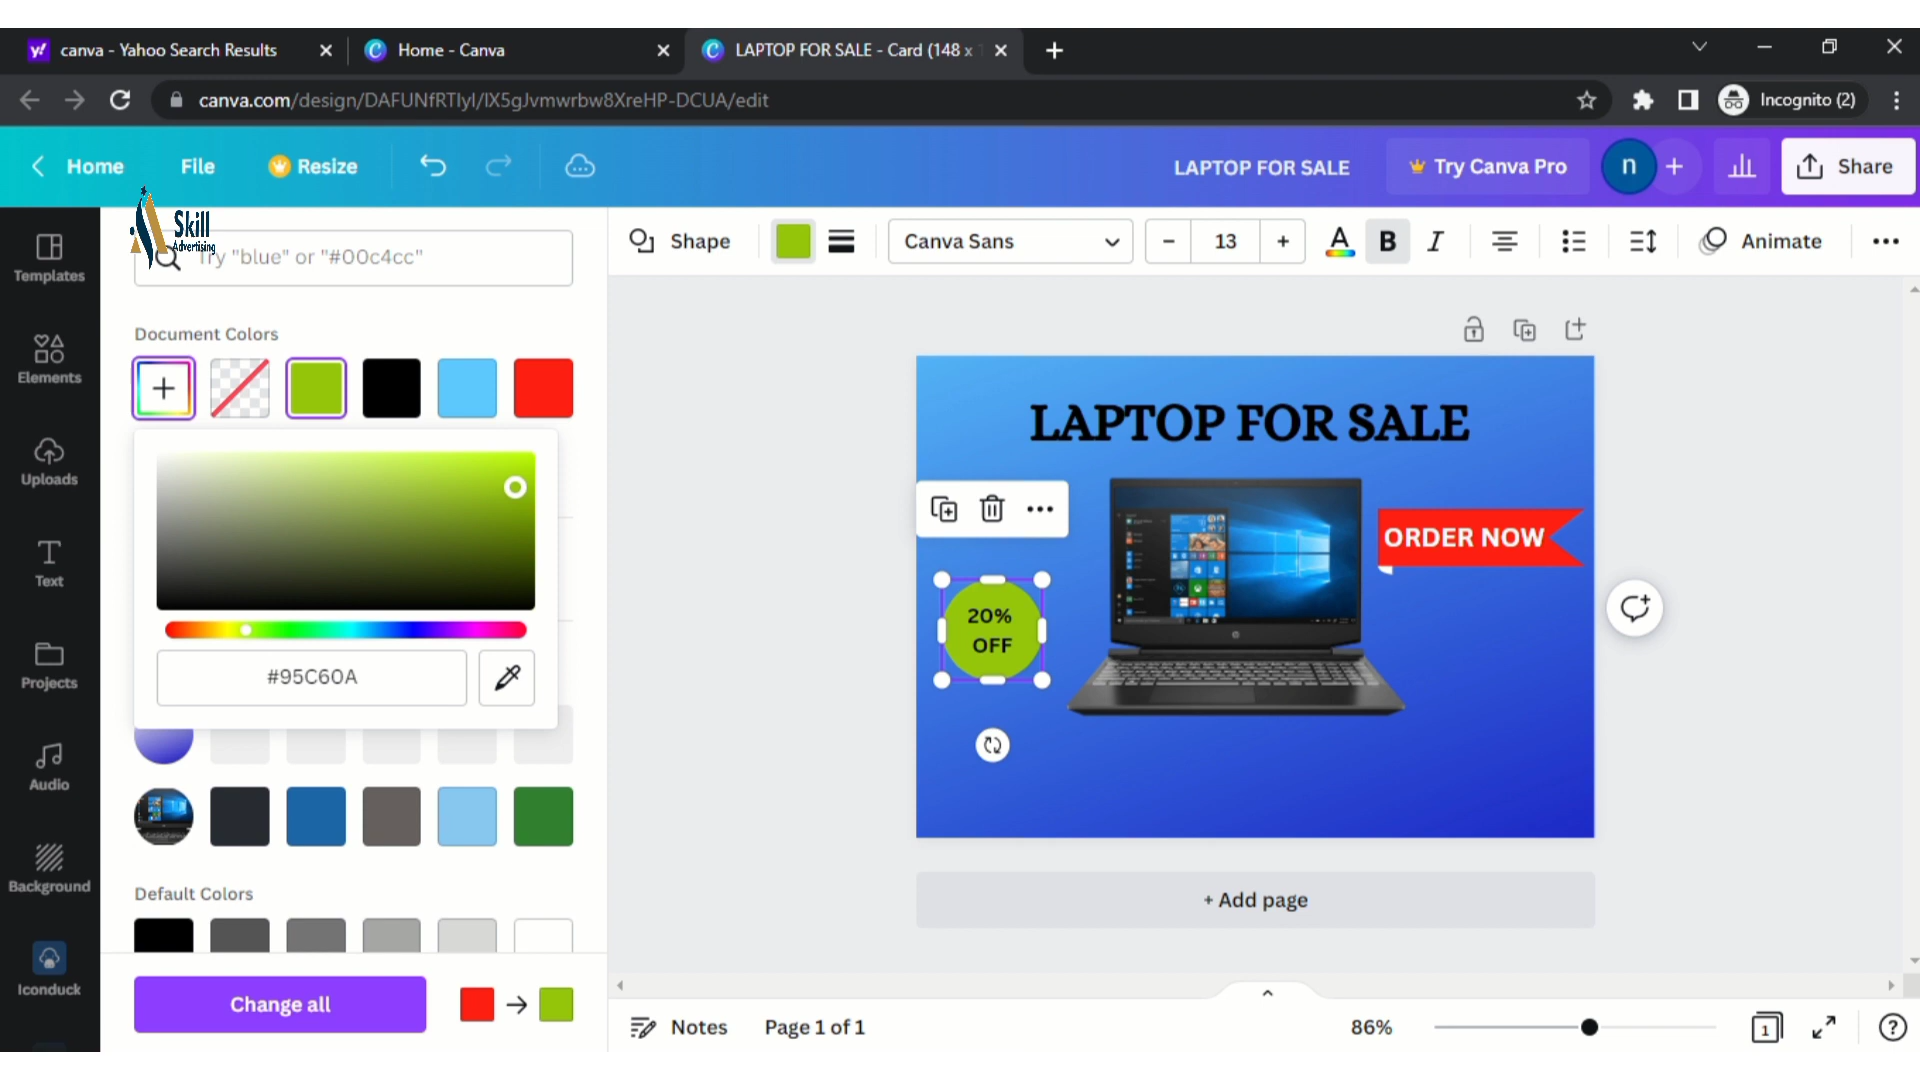 canva - Yahoo Search Results
Home - Canva
LAPTOP FOR SALE - Card (148 x
canva.com/design/DAFUNfRTIyI/IX5gJvmwrbw8XreHP-DCUA/edit
Incognito (2)
Home
File
Resize
LAPTOP FOR SALE
Try Canva Pro
n
Share
Skill
Advertising
Try "blue" or "#00c4cc"
Shape
Canva Sans
13
A
B
I
Animate
Templates
Elements
Uploads
Text
Projects
Audio
Background
Iconduck
Document Colors
#95C60A
Default Colors
Change all
LAPTOP FOR SALE
ORDER NOW
20%
OFF
+ Add page
Notes
Page 1 of 1
86%
1